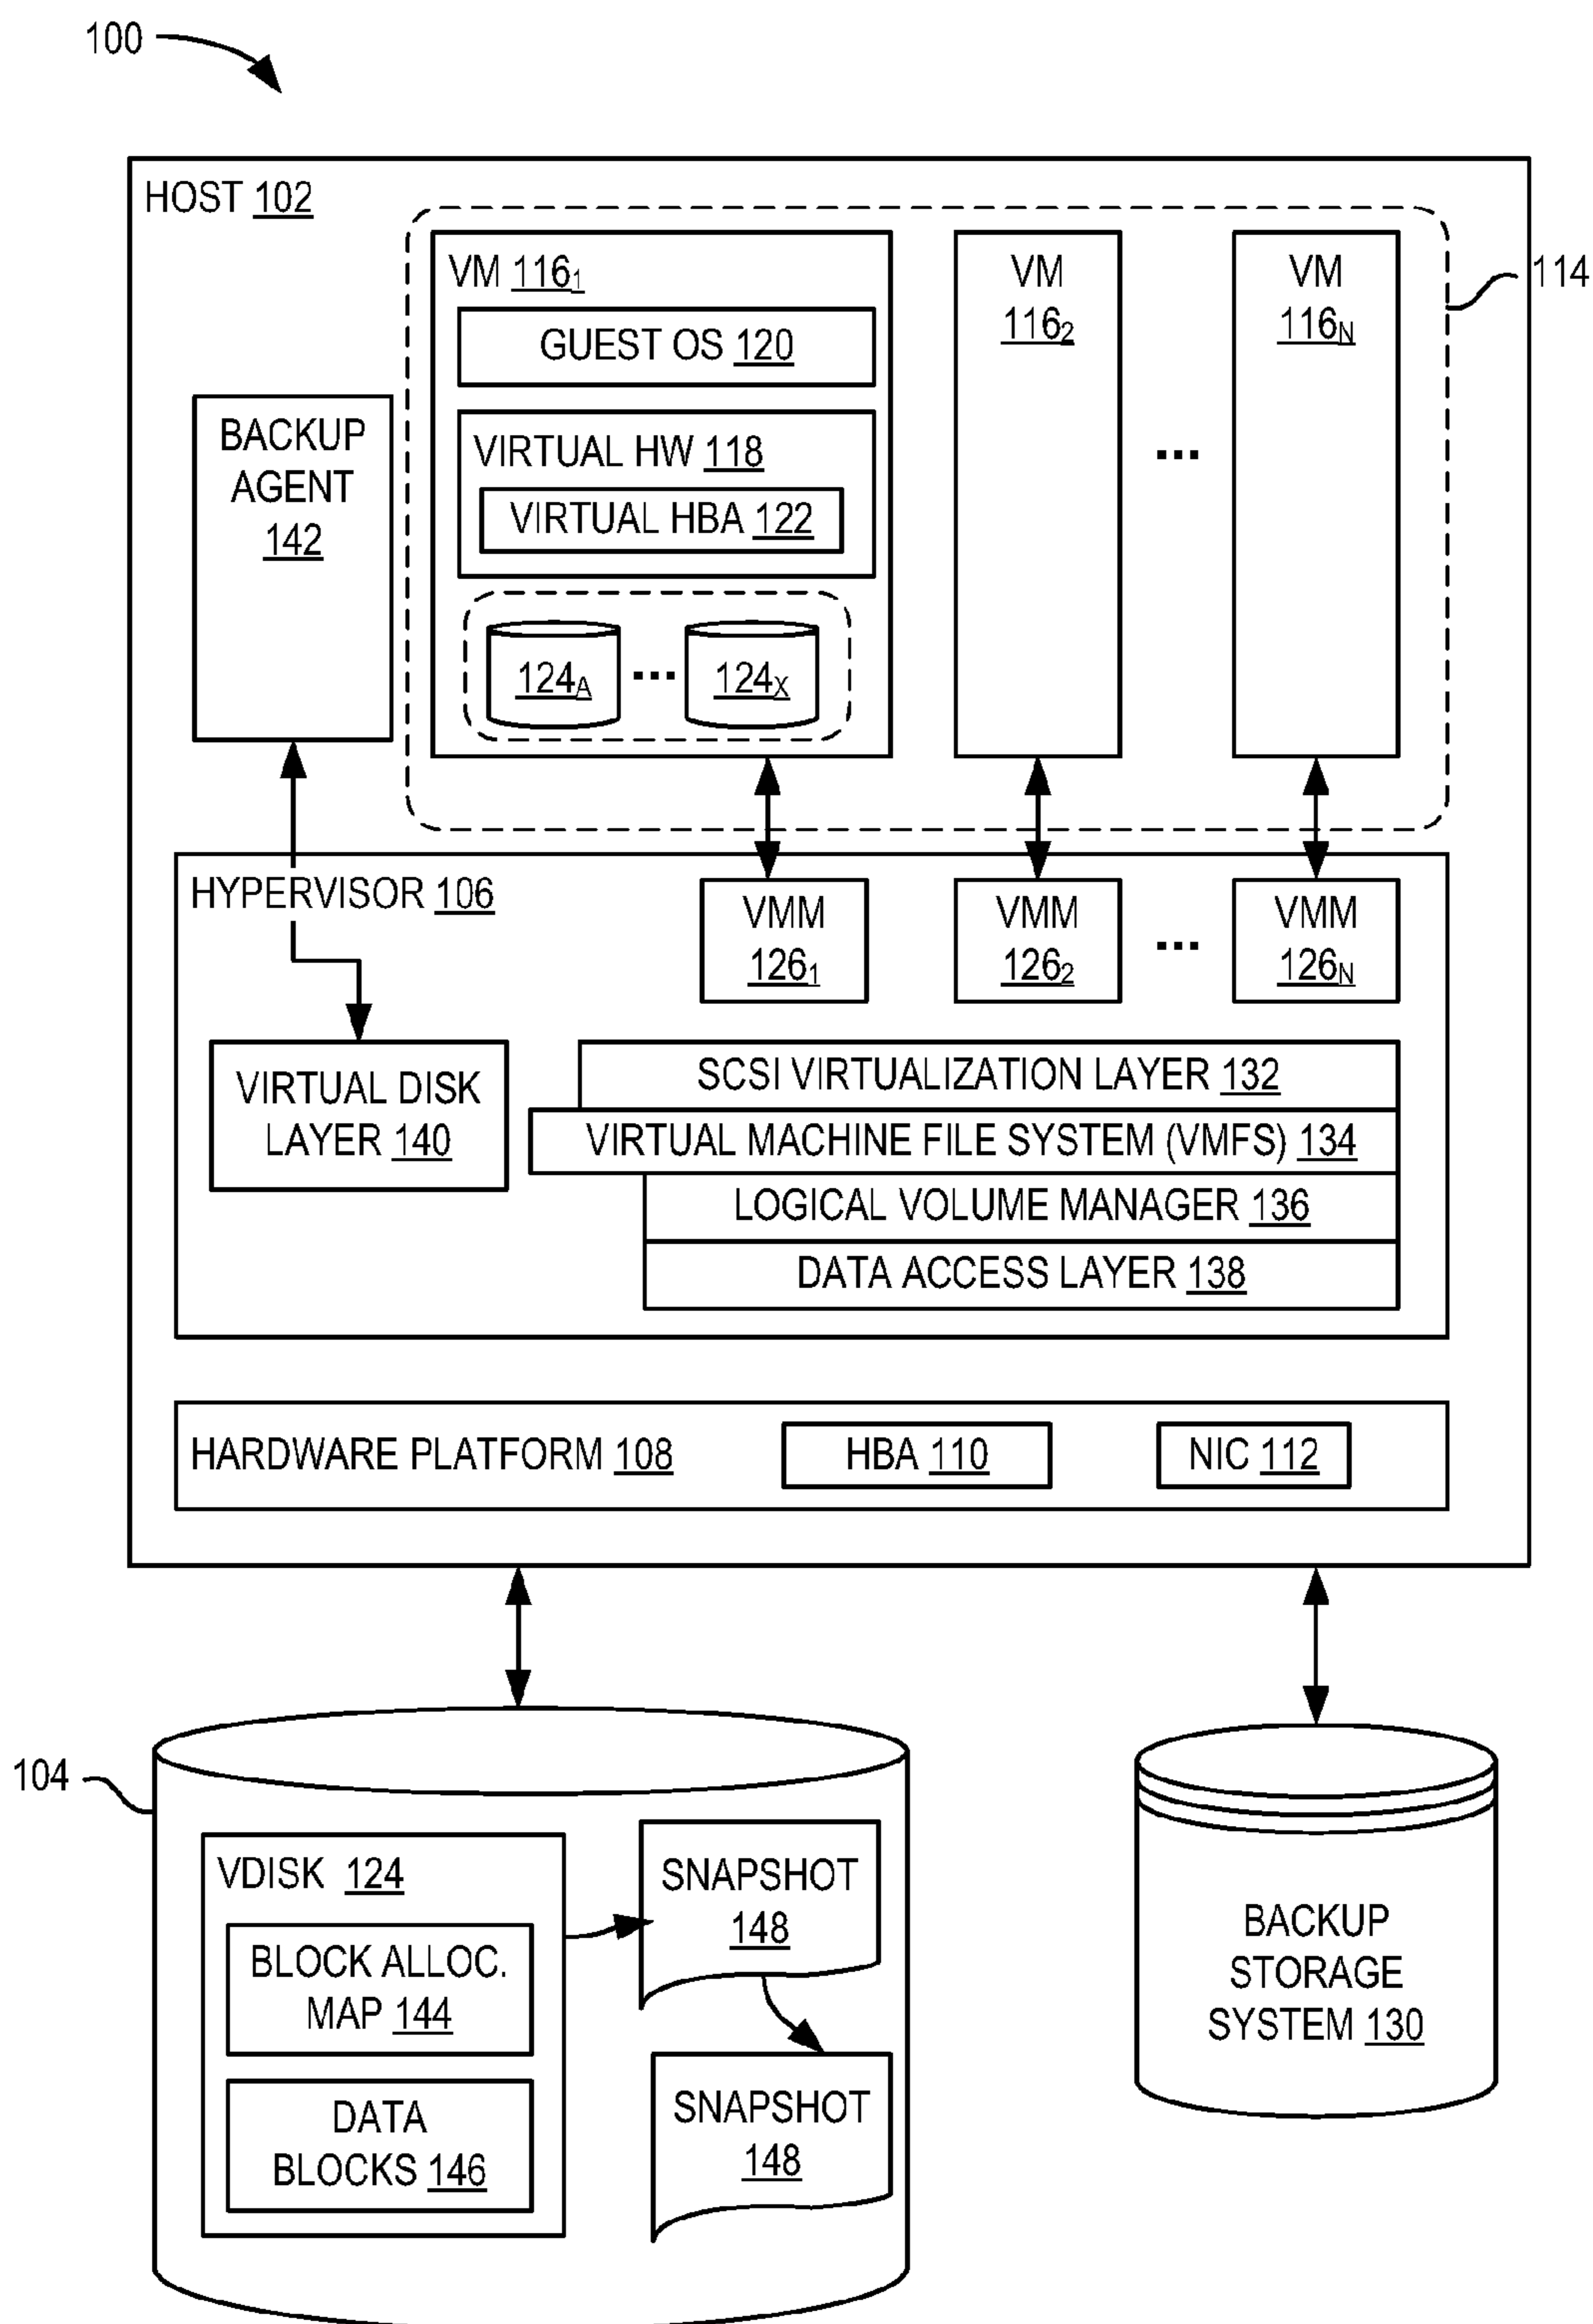 100
HOST 102
114
VM 116₁
GUEST OS 120
VIRTUAL HW 118
VIRTUAL HBA 122
124A ... 124X
VM
116₂
...
VM
116N
BACKUP
AGENT
142
HYPERVISOR 106
VMM
126₁
VMM
126₂
...
VMM
126N
VIRTUAL DISK
LAYER 140
SCSI VIRTUALIZATION LAYER 132
VIRTUAL MACHINE FILE SYSTEM (VMFS) 134
LOGICAL VOLUME MANAGER 136
DATA ACCESS LAYER 138
HARDWARE PLATFORM 108
HBA 110
NIC 112
104
VDISK 124
BLOCK ALLOC.
MAP 144
DATA
BLOCKS 146
SNAPSHOT
148
SNAPSHOT
148
BACKUP
STORAGE
SYSTEM 130